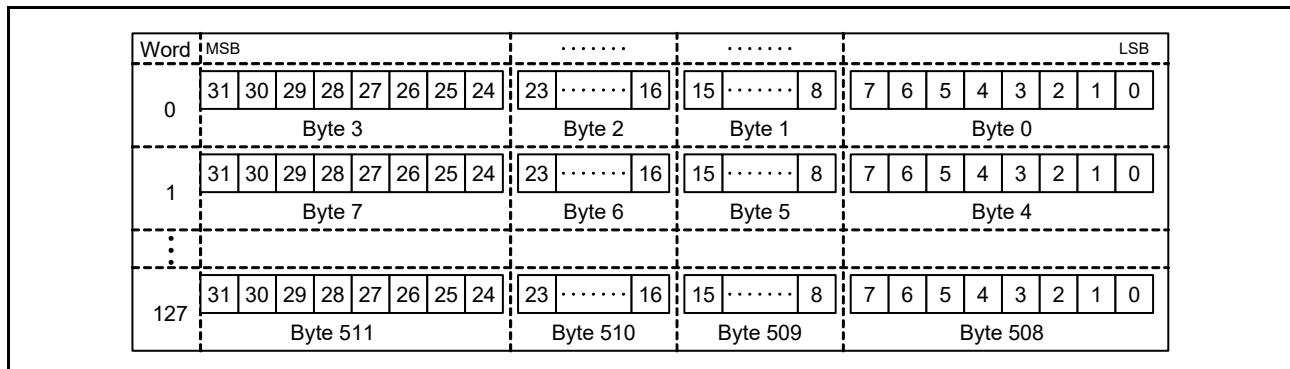 Word MSB ······· ······· LSB
0 31 30 29 28 27 26 25 24 23 ······· 16 15 ······· 8 7 6 5 4 3 2 1 0
Byte 3 Byte 2 Byte 1 Byte 0
1 31 30 29 28 27 26 25 24 23 ······· 16 15 ······· 8 7 6 5 4 3 2 1 0
Byte 7 Byte 6 Byte 5 Byte 4
⋮
127 31 30 29 28 27 26 25 24 23 ······· 16 15 ······· 8 7 6 5 4 3 2 1 0
Byte 511 Byte 510 Byte 509 Byte 508